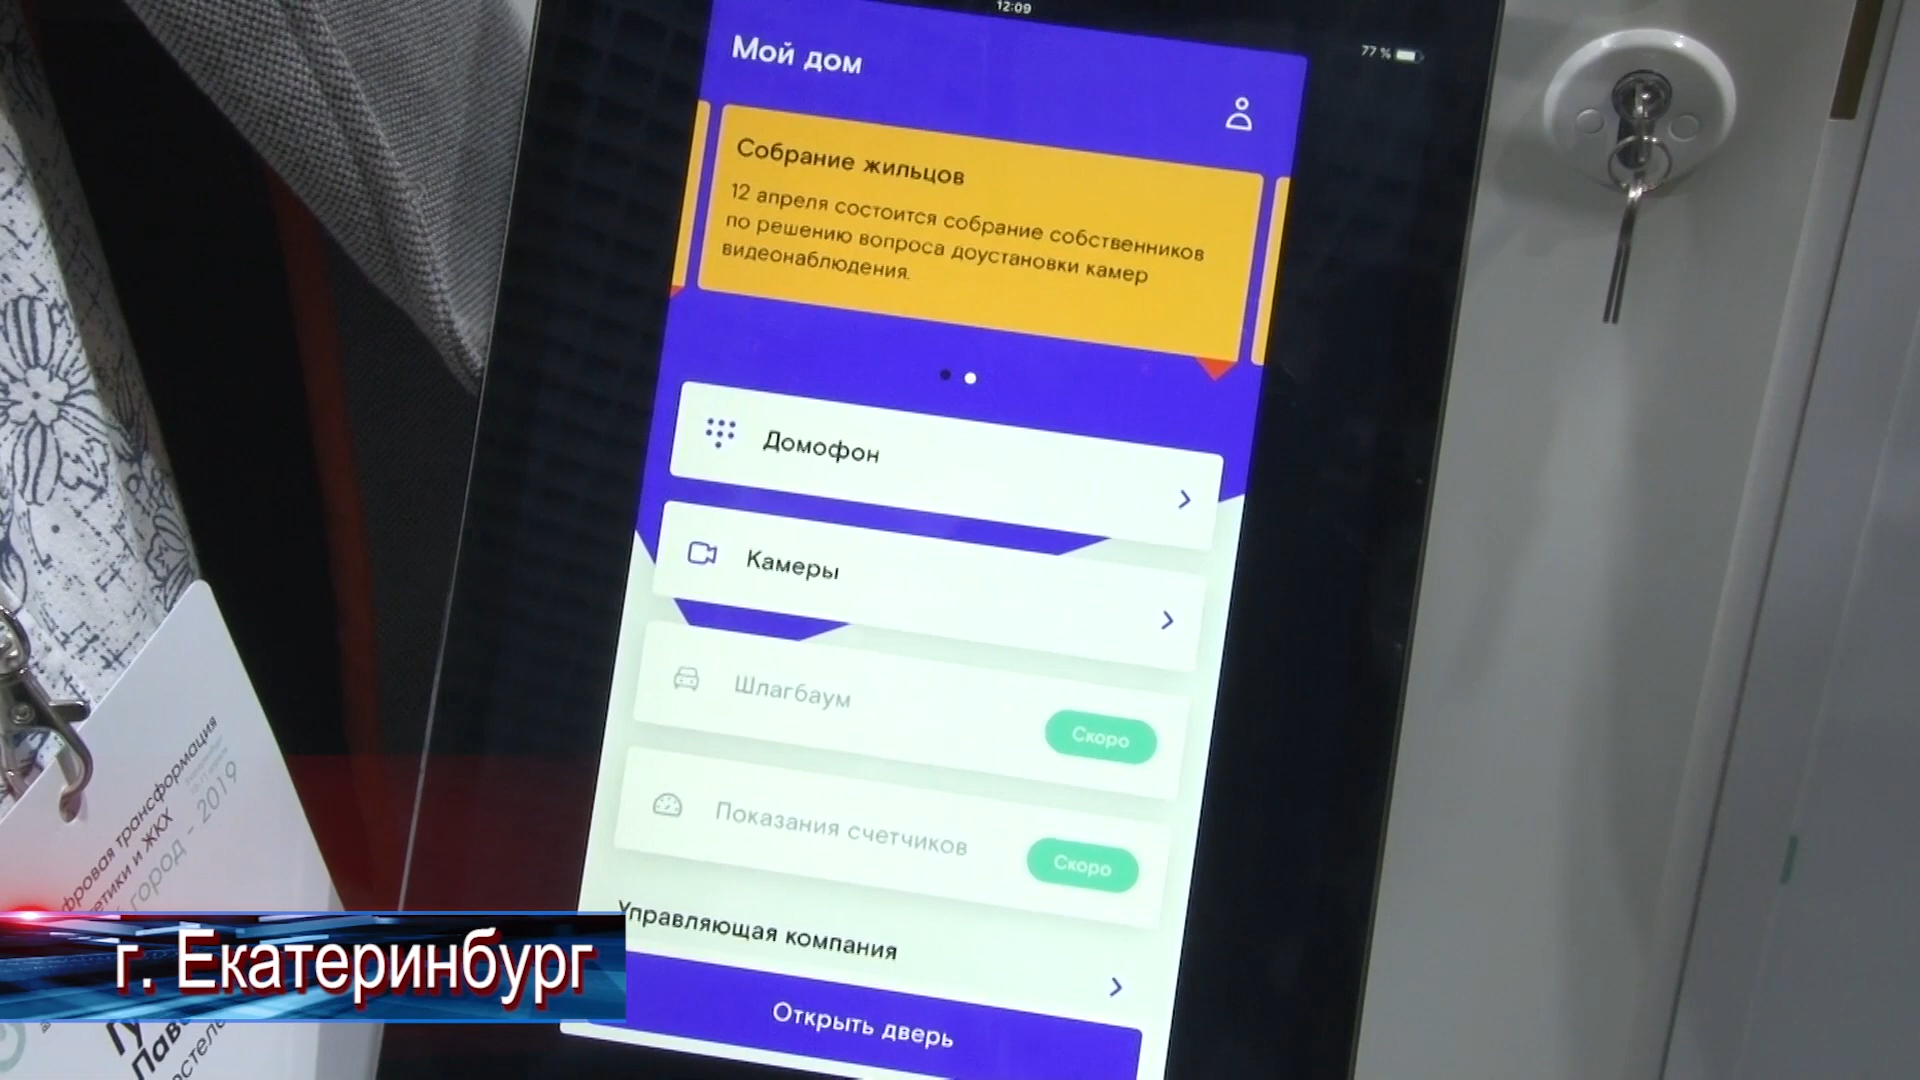 12:09
77 %
Мой дом
Собрание жильцов
12 апреля состоится собрание собственников
по решению вопроса доустановки камер
видеонаблюдения.
Домофон
Камеры
Шлагбаум
Скоро
Показания счетчиков
Скоро
Управляющая компания
Открыть дверь
трансформация
и ЖКХ
город - 2019
г. Екатеринбург